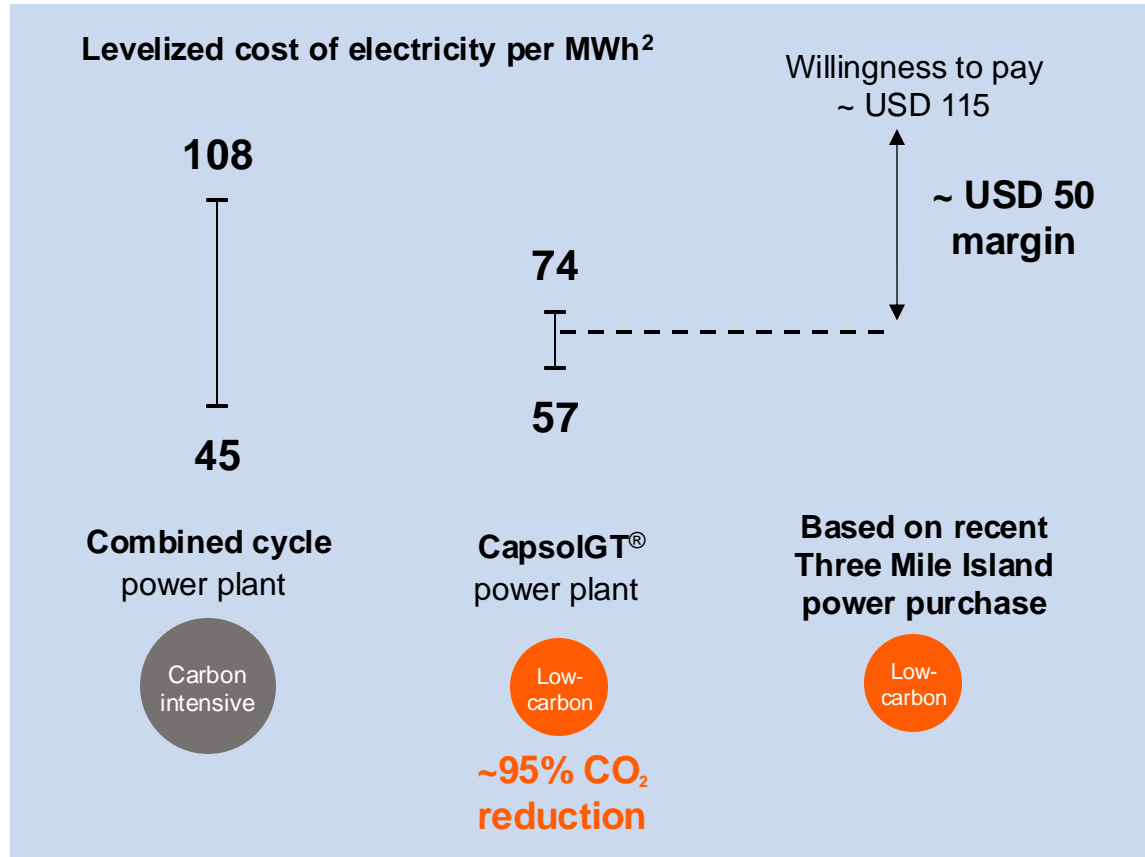 Levelized cost of electricity per MWh²
Willingness to pay
~ USD 115
108
~ USD 50
margin
74
57
45
Combined cycle
power plant
CapsolGT®
power plant
Based on recent
Three Mile Island
power purchase
Carbon
intensive
Low-
carbon
Low-
carbon
~95% CO₂
reduction